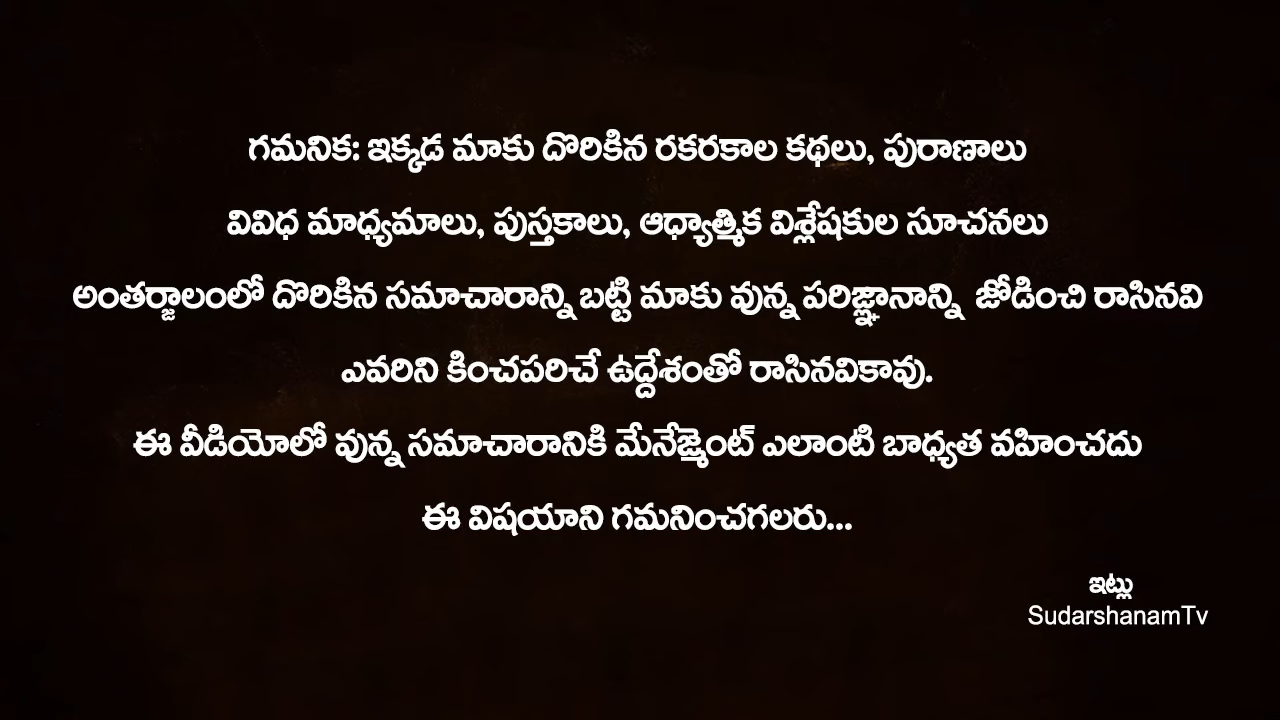 గమనిక: ఇక్కడ మాకు దొరికిన రకరకాల కథలు, పురాణాలు
వివిధ మాధ్యమాలు, పుస్తకాలు, ఆధ్యాత్మిక విశ్లేషకుల సూచనలు
అంతర్జాలంలో దొరికిన సమాచారాన్ని బట్టి మాకు వున్న పరిజ్ఞానాన్ని జోడించి రాసినవి
ఎవరిని కించపరిచే ఉద్దేశంతో రాసినవికావు.
ఈ వీడియోలో వున్న సమాచారానికి మేనేజ్మెంట్ ఎలాంటి బాధ్యత వహించదు
ఈ విషయాని గమనించగలరు...
ఇట్లు
SudarshanamTv